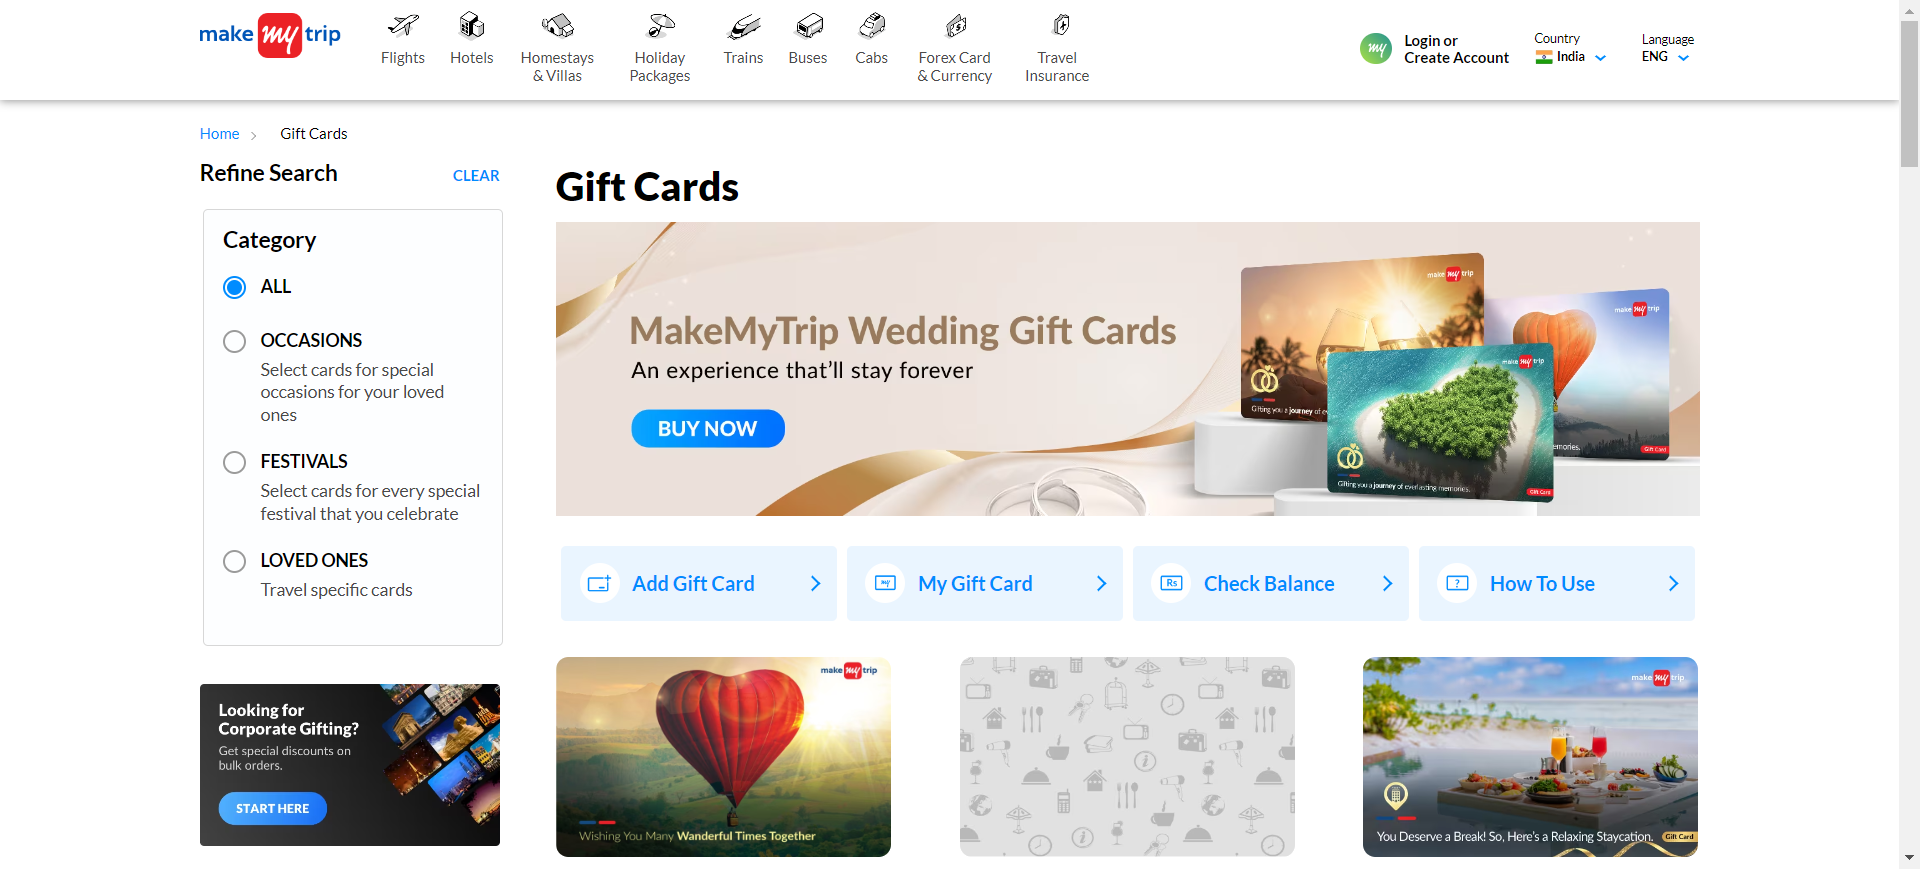 make my trip
Flights
Hotels
Homestays
& Villas
Holiday
Packages
Trains
Buses
Cabs
Forex Card
& Currency
Travel
Insurance
my
Login or
Create Account
Country
India
Language
ENG
Home
Gift Cards
Refine Search
CLEAR
Category
ALL
OCCASIONS
Select cards for special
occasions for your loved
ones
FESTIVALS
Select cards for every special
festival that you celebrate
LOVED ONES
Travel specific cards
Looking for
Corporate Gifting?
Get special discounts on
bulk orders.
START HERE
Gift Cards
MakeMyTrip Wedding Gift Cards
An experience that'll stay forever
BUY NOW
make my trip
Gifting you a journey of
make my trip
emories.
Gift Card
make my trip
Gifting you a journey of everlasting memories.
Gift Card
Add Gift Card
my
My Gift Card
Rs
Check Balance
?
How To Use
make my trip
Wishing You Many Wanderful Times Together
make my trip
You Deserve a Break! So, Here's a Relaxing Staycation.
Gift Card